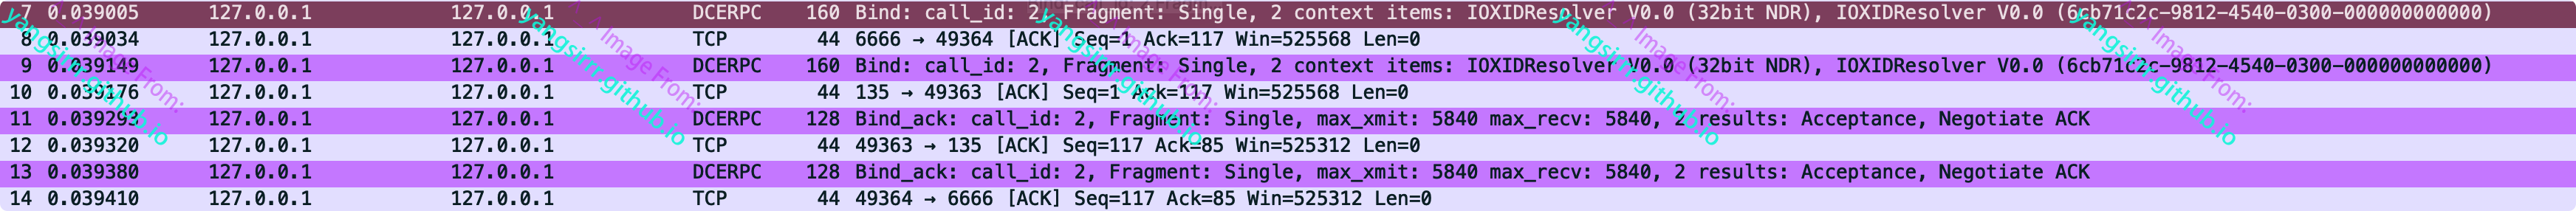 7 0.039005 127.0.0.1 127.0.0.1 DCERPC 160 Bind: call_id: 2, Fragment: Single, 2 context items: IOXIDResolver V0.0 (32bit NDR), IOXIDResolver V0.0 (6cb71c2c-9812-4540-0300-000000000000)
8 0.039034 127.0.0.1 127.0.0.1 TCP 44 6666 → 49364 [ACK] Seq=1 Ack=117 Win=525568 Len=0
9 0.039149 127.0.0.1 127.0.0.1 DCERPC 160 Bind: call_id: 2, Fragment: Single, 2 context items: IOXIDResolver V0.0 (32bit NDR), IOXIDResolver V0.0 (6cb71c2c-9812-4540-0300-000000000000)
10 0.039176 127.0.0.1 127.0.0.1 TCP 44 135 → 49363 [ACK] Seq=1 Ack=117 Win=525568 Len=0
11 0.039293 127.0.0.1 127.0.0.1 DCERPC 128 Bind_ack: call_id: 2, Fragment: Single, max_xmit: 5840 max_recv: 5840, 2 results: Acceptance, Negotiate ACK
12 0.039320 127.0.0.1 127.0.0.1 TCP 44 49363 → 135 [ACK] Seq=117 Ack=85 Win=525312 Len=0
13 0.039380 127.0.0.1 127.0.0.1 DCERPC 128 Bind_ack: call_id: 2, Fragment: Single, max_xmit: 5840 max_recv: 5840, 2 results: Acceptance, Negotiate ACK
14 0.039410 127.0.0.1 127.0.0.1 TCP 44 49364 → 6666 [ACK] Seq=117 Ack=85 Win=525312 Len=0
Image From:
yangsirrr.github.io
Image From:
yangsirrr.github.io
Image From:
yangsirrr.github.io
Image From:
yangsirrr.github.io
Image From:
yangsirrr.github.io